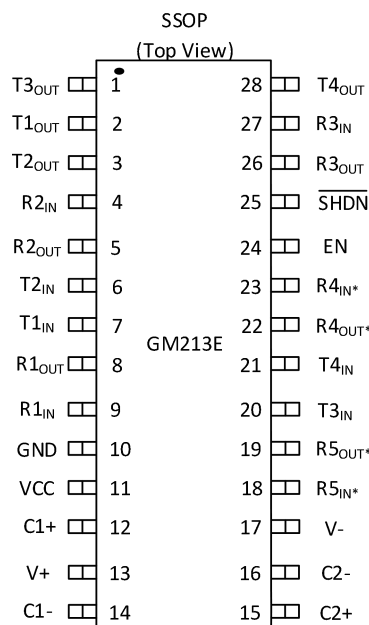 SSOP
(Top View)
T3OUT 1 28 T4OUT
T1OUT 2 27 R3IN
T2OUT 3 26 R3OUT
R2IN 4 25 SHDN
R2OUT 5 24 EN
T2IN 6 23 R4IN*
T1IN 7 22 R4OUT*
GM213E
R1OUT 8 21 T4IN
R1IN 9 20 T3IN
GND 10 19 R5OUT*
VCC 11 18 R5IN*
C1+ 12 17 V-
V+ 13 16 C2-
C1- 14 15 C2+